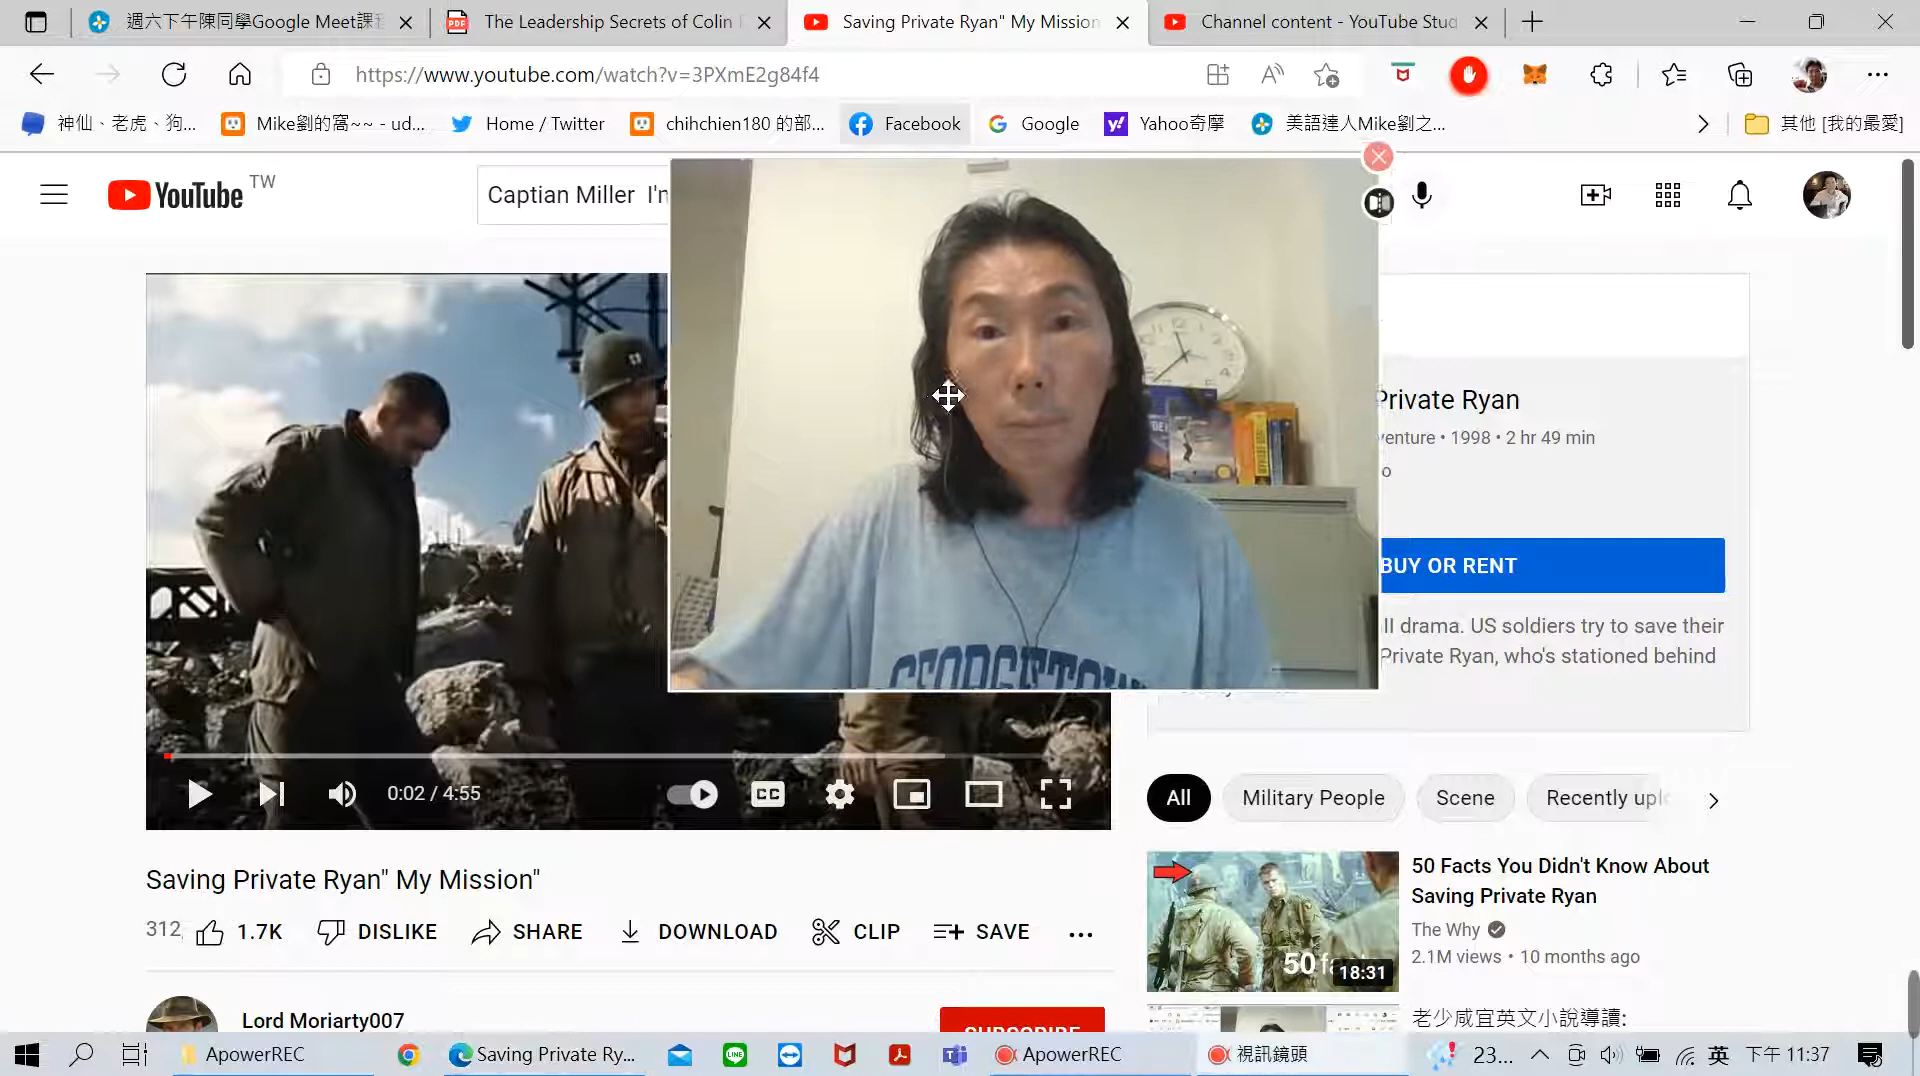 週六下午陳同學Google Meet課
The Leadership Secrets of Colin
Saving Private Ryan" My Mission
Channel content - YouTube Stud
https://www.youtube.com/watch?v=3PXmE2g84f4
神仙、老虎、狗...
Mike劉的窩~~ - ud...
Home / Twitter
chihchien180 的部...
Facebook
Google
Yahoo奇摩
美語達人Mike劉之...
其他 [我的最愛]
YouTube TW
Captian Miller I'm
Private Ryan
venture • 1998 • 2 hr 49 min
BUY OR RENT
ll drama. US soldiers try to save their
Private Ryan, who's stationed behind
GEORGETOWN
0:02 / 4:55
CC
All
Military People
Scene
Recently uplo
Saving Private Ryan" My Mission"
312
1.7K
DISLIKE
SHARE
DOWNLOAD
CLIP
SAVE
50
18:31
50 Facts You Didn't Know About
Saving Private Ryan
The Why
2.1M views • 10 months ago
Lord Moriarty007
SUBSCRIBE
老少咸宜英文小說導讀:
ApowerREC
Saving Private Ry...
ApowerREC
視訊鏡頭
23...
英
下午 11:37